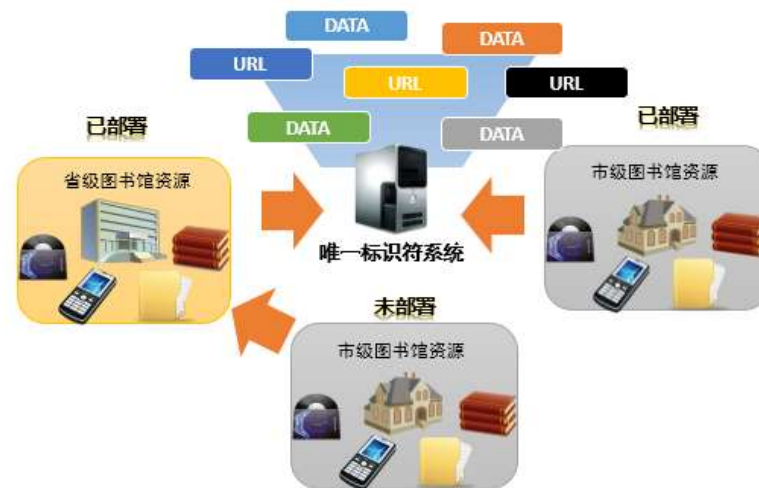 DATA
DATA
URL
URL
URL
DATA
DATA
已部署
已部署
省级图书馆资源
市级图书馆资源
唯一标识符系统
未部署
市级图书馆资源